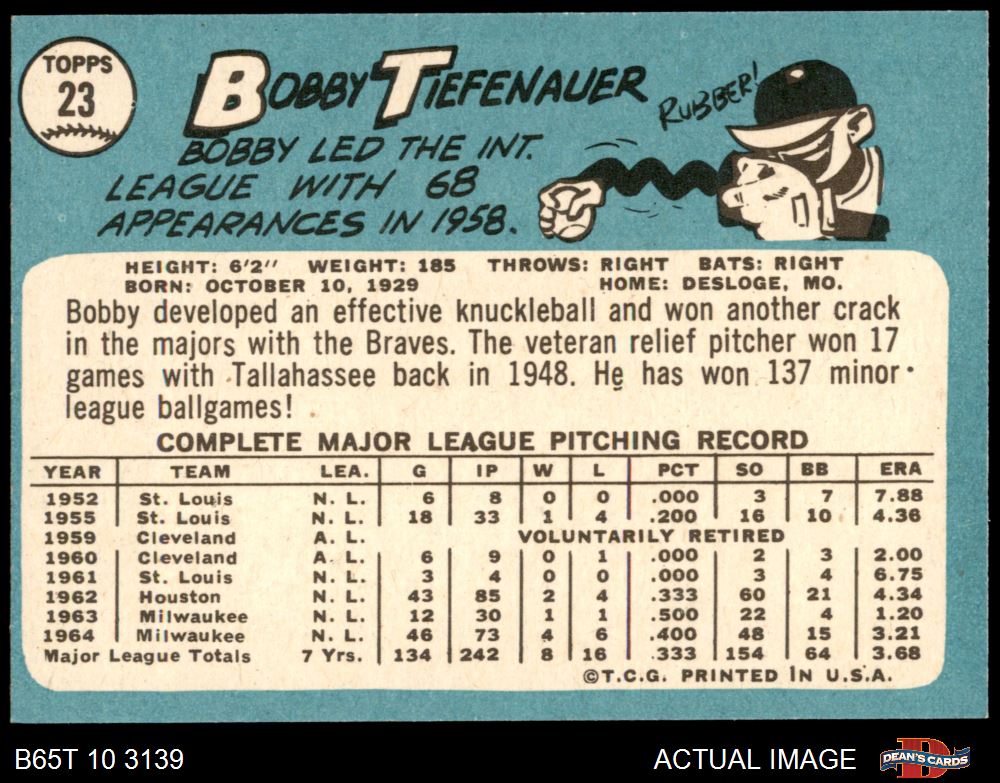 TOPPS
23
BOBBY TIEFENAUER
RUBBER!
BOBBY LED THE INT.
LEAGUE WITH 68
APPEARANCES IN 1958.
HEIGHT: 6'2" WEIGHT: 185 THROWS: RIGHT BATS: RIGHT
BORN: OCTOBER 10, 1929 HOME: DESLOGE, MO.
Bobby developed an effective knuckleball and won another crack
in the majors with the Braves. The veteran relief pitcher won 17
games with Tallahassee back in 1948. He has won 137 minor
league ballgames!
COMPLETE MAJOR LEAGUE PITCHING RECORD
YEAR TEAM LEA. G IP W L PCT SO BB ERA
1952 St. Louis N. L. 6 8 0 0 .000 3 7 7.88
1955 St. Louis N. L. 18 33 1 4 .200 16 10 4.36
1959 Cleveland A. L. VOLUNTARILY RETIRED
1960 Cleveland A. L. 6 9 0 1 .000 2 3 2.00
1961 St. Louis N. L. 3 4 0 0 .000 3 4 6.75
1962 Houston N. L. 43 85 2 4 .333 60 21 4.34
1963 Milwaukee N. L. 12 30 1 1 .500 22 4 1.20
1964 Milwaukee N. L. 46 73 4 6 .400 48 15 3.21
Major League Totals 7 Yrs. 134 242 8 16 .333 154 64 3.68
©T.C.G. PRINTED IN U.S.A.
B65T 10 3139 ACTUAL IMAGE DEAN'S CARDS